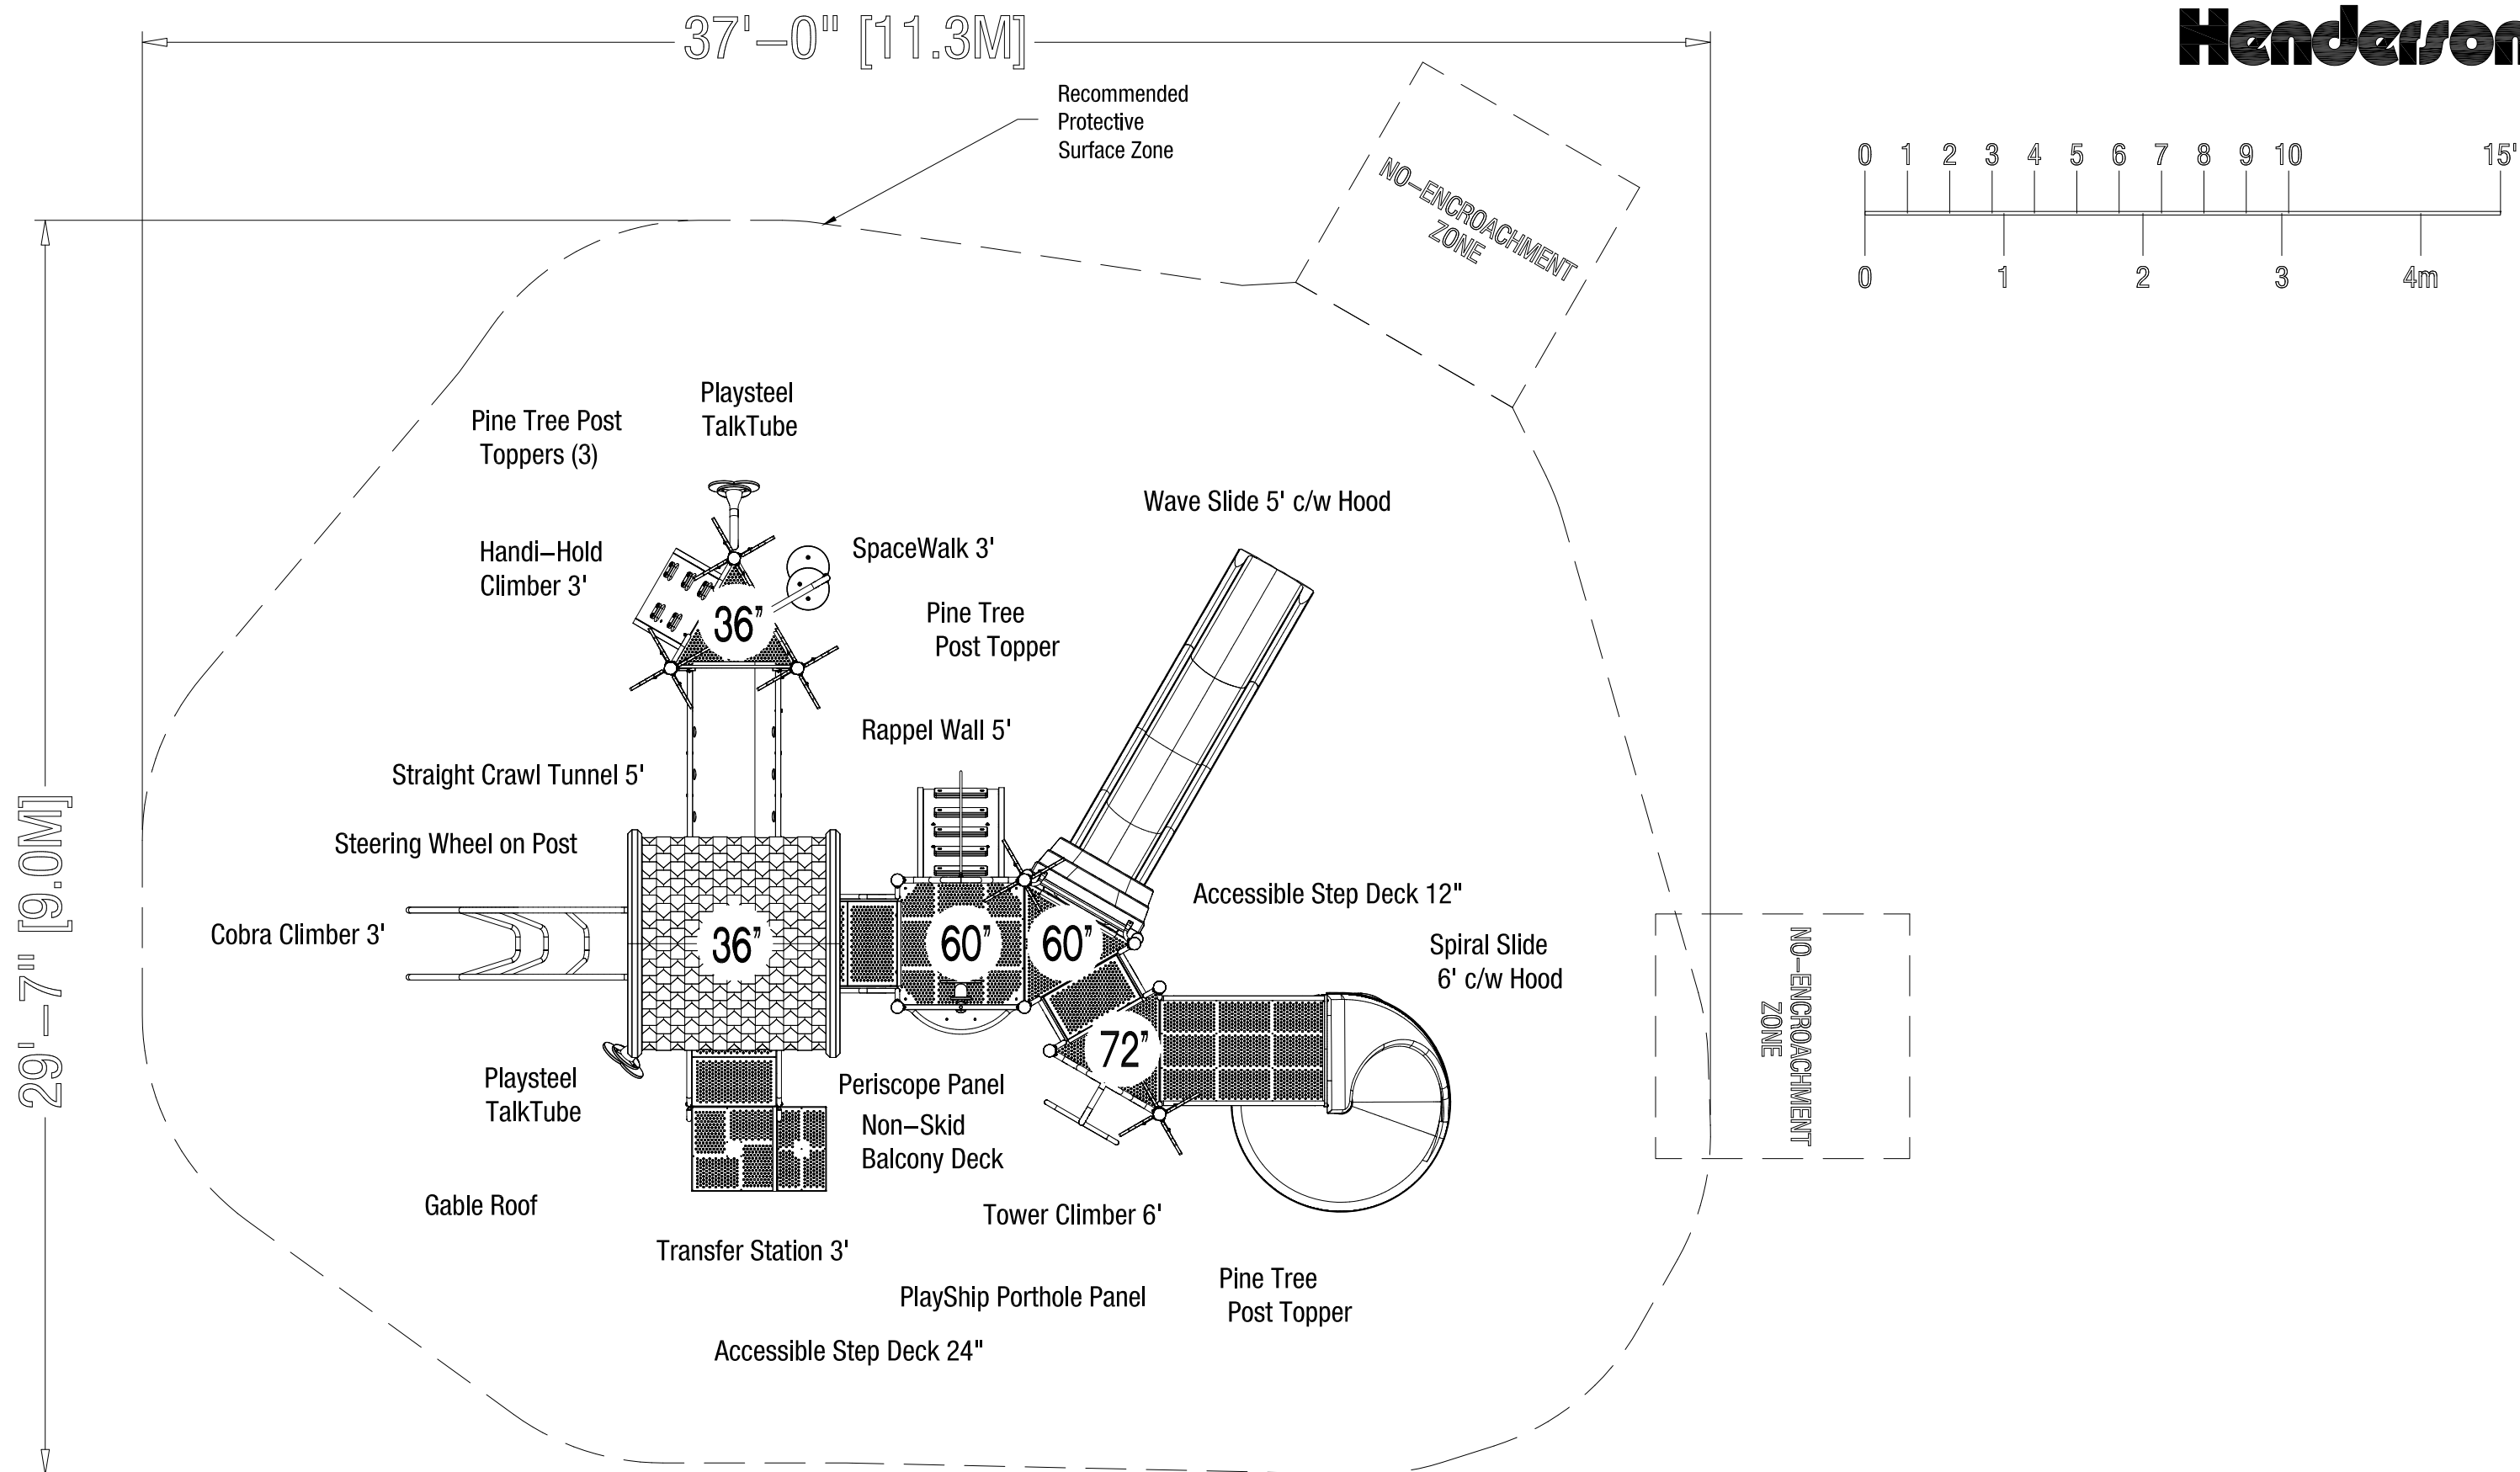 37'–0" [11.3M]
Henderson
Recommended
Protective
Surface Zone
0 1 2 3 4 5 6 7 8 9 10 15'
0 1 2 3 4m
NO–ENCROACHMENT
ZONE
Playsteel
TalkTube
Pine Tree Post
Toppers (3)
Wave Slide 5' c/w Hood
Handi–Hold
Climber 3'
SpaceWalk 3'
36"
Pine Tree
Post Topper
Rappel Wall 5'
Straight Crawl Tunnel 5'
Steering Wheel on Post
29'–7" [9.0M]
Accessible Step Deck 12"
Cobra Climber 3'
36"
60"
60"
Spiral Slide
6' c/w Hood
NO–ENCROACHMENT
ZONE
72"
Playsteel
TalkTube
Periscope Panel
Non–Skid
Balcony Deck
Gable Roof
Tower Climber 6'
Transfer Station 3'
PlayShip Porthole Panel
Pine Tree
Post Topper
Accessible Step Deck 24"